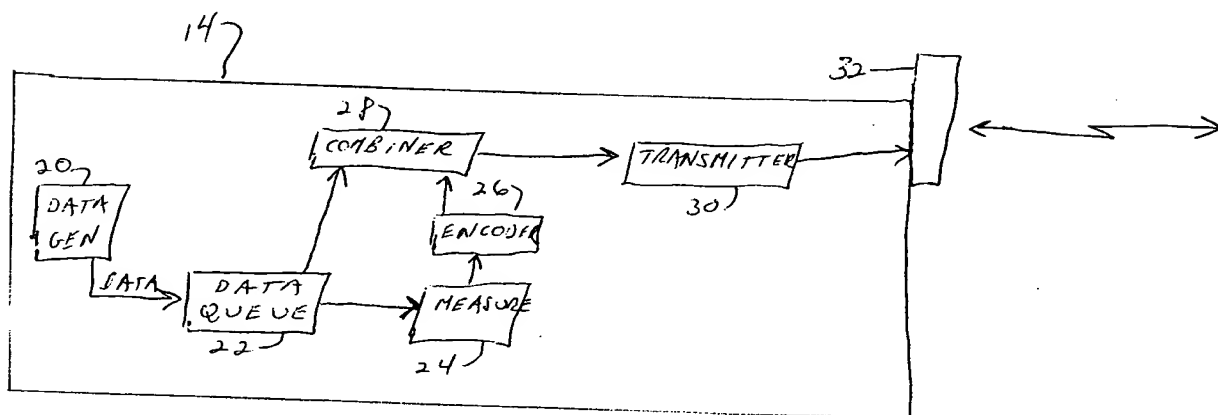 14
32
28
COMBINER
TRANSMITTER
30
20
DATA
GEN
26
ENCODER
DATA
DATA
QUEUE
22
MEASURE
24